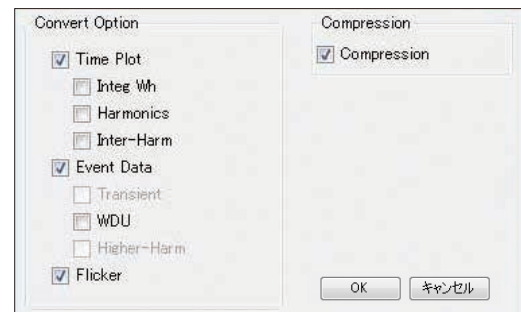 Convert Option
Time Plot
Integ Wh
Harmonics
Inter-Harm
Event Data
Transient
WDU
Higher-Harm
Flicker
Compression
Compression
OK
キャンセル